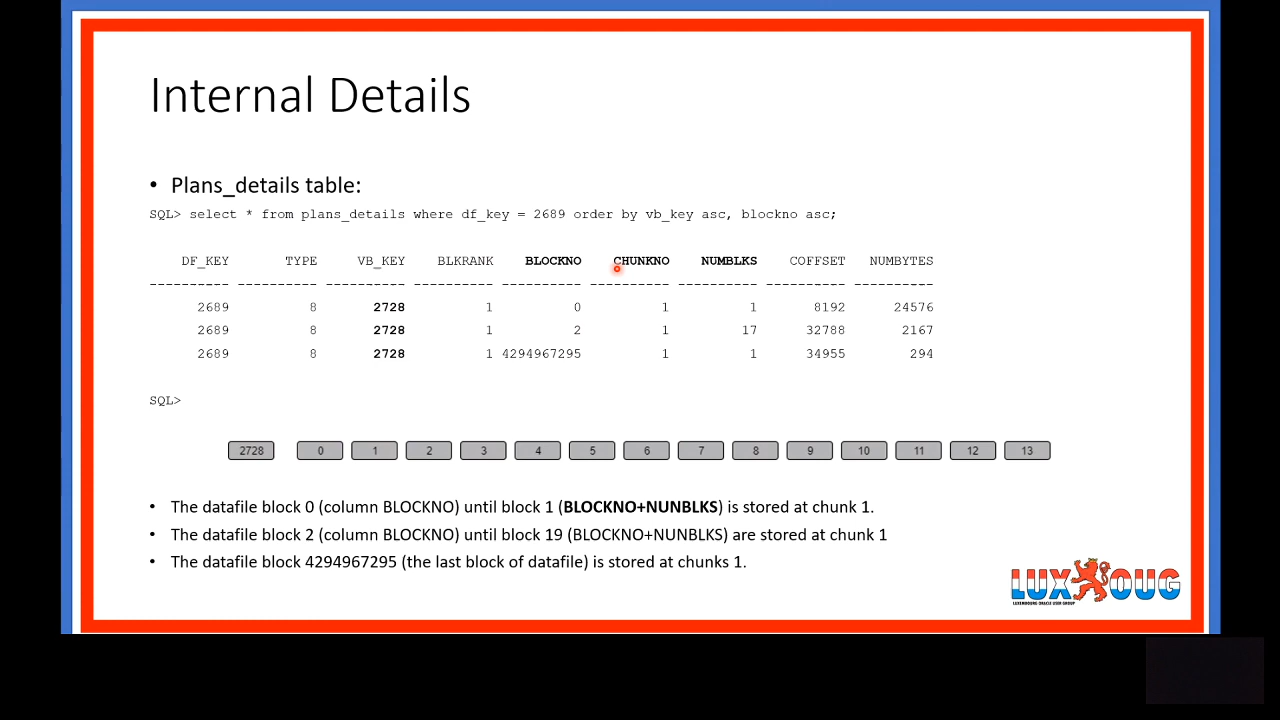 Internal Details
• Plans_details table:
SQL> select * from plans_details where df_key = 2689 order by vb_key asc, blockno asc;
DF_KEY TYPE VB_KEY BLKRANK BLOCKNO CHUNKNO NUMBLKS COFFSET NUMBYTES
---------- ---------- ---------- ---------- ---------- ---------- ---------- ---------- ----------
2689 8 2728 1 0 1 1 8192 24576
2689 8 2728 1 2 1 17 32788 2167
2689 8 2728 1 4294967295 1 1 34955 294
SQL>
2728 0 1 2 3 4 5 6 7 8 9 10 11 12 13
• The datafile block 0 (column BLOCKNO) until block 1 (BLOCKNO+NUNBLKS) is stored at chunk 1.
• The datafile block 2 (column BLOCKNO) until block 19 (BLOCKNO+NUNBLKS) are stored at chunk 1
• The datafile block 4294967295 (the last block of datafile) is stored at chunks 1.
LUX OUG
LUXEMBOURG ORACLE USER GROUP